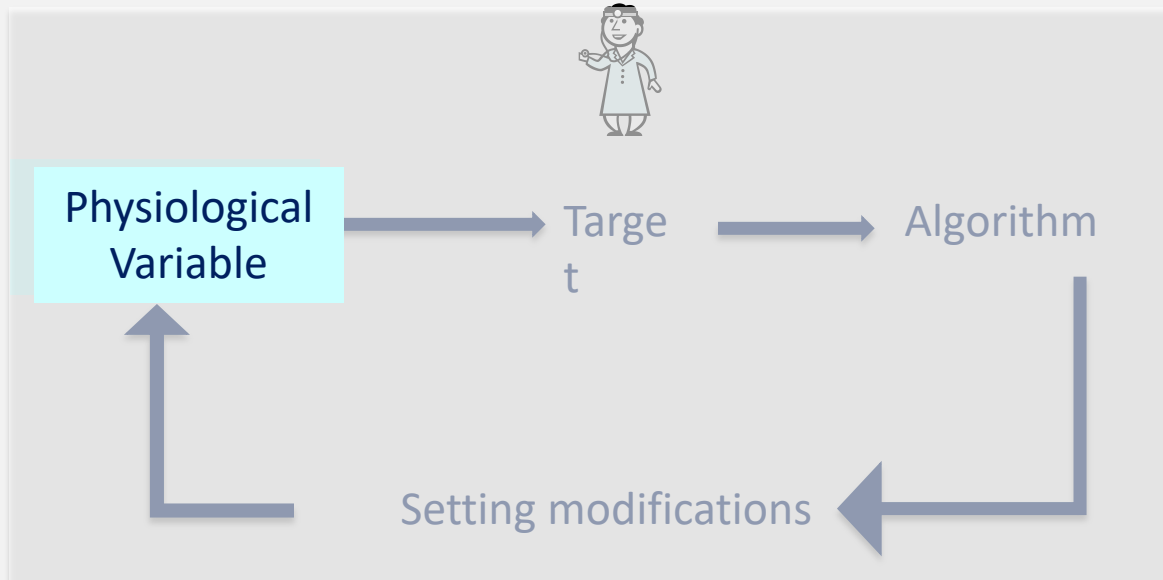 Physiological
Variable
Targe
t
Algorithm
Setting modifications